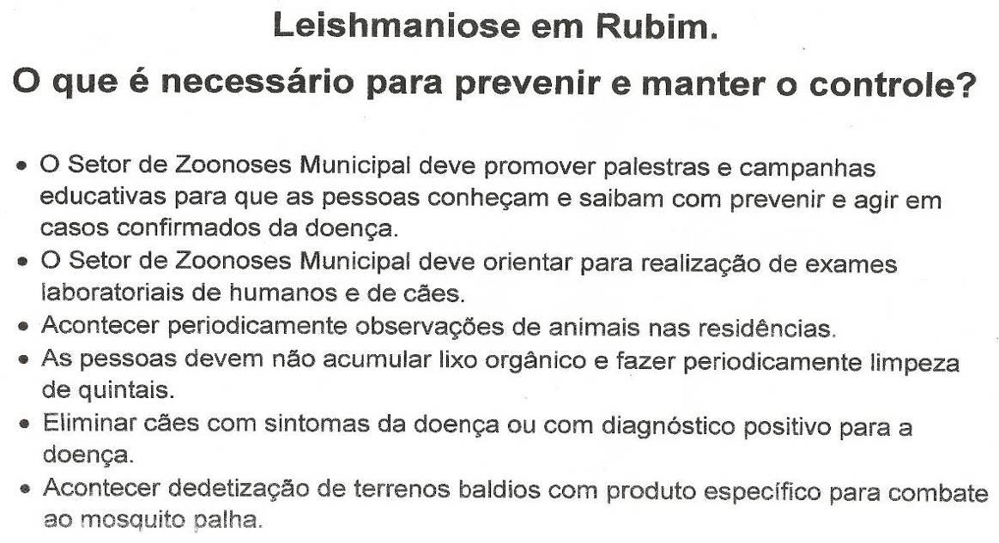 Leishmaniose em Rubim.
O que é necessário para prevenir e manter o controle?
• O Setor de Zoonoses Municipal deve promover palestras e campanhas
educativas para que as pessoas conheçam e saibam com prevenir e agir em
casos confirmados da doença.
• O Setor de Zoonoses Municipal deve orientar para realização de exames
laboratoriais de humanos e de cães.
• Acontecer periodicamente observações de animais nas residências.
• As pessoas devem não acumular lixo orgânico e fazer periodicamente limpeza
de quintais.
• Eliminar cães com sintomas da doença ou com diagnóstico positivo para a
doença.
• Acontecer dedetização de terrenos baldios com produto específico para combate
ao mosquito palha.